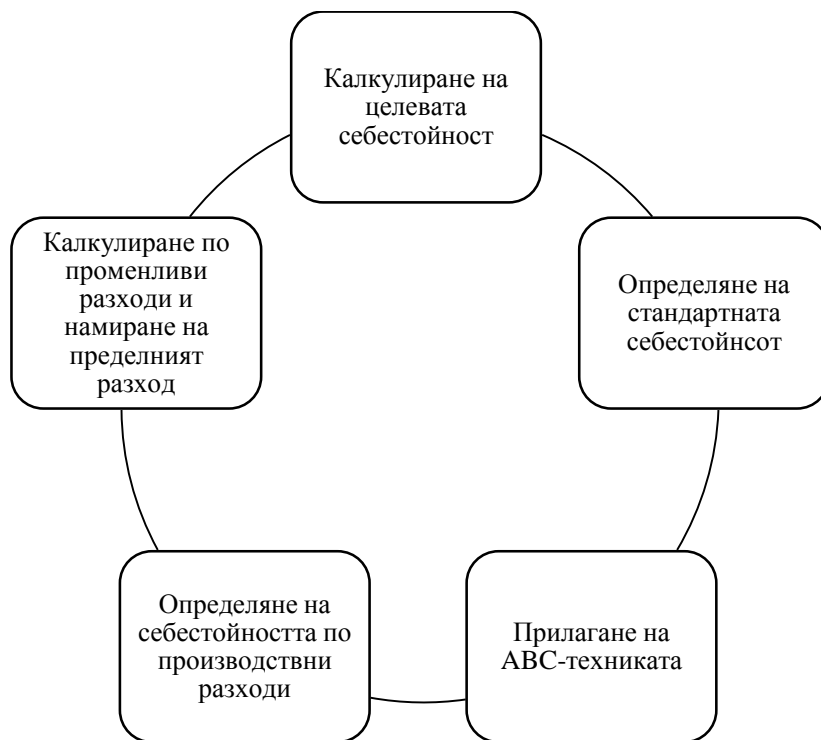 Калкулиране на
целевата
себестойност
Определяне на
стандартната
себестойнсот
Прилагане на
ABC-техниката
Определяне на
себестойността по
производствни
разходи
Калкулиране по
променливи
разходи и
намиране на
пределният
разход